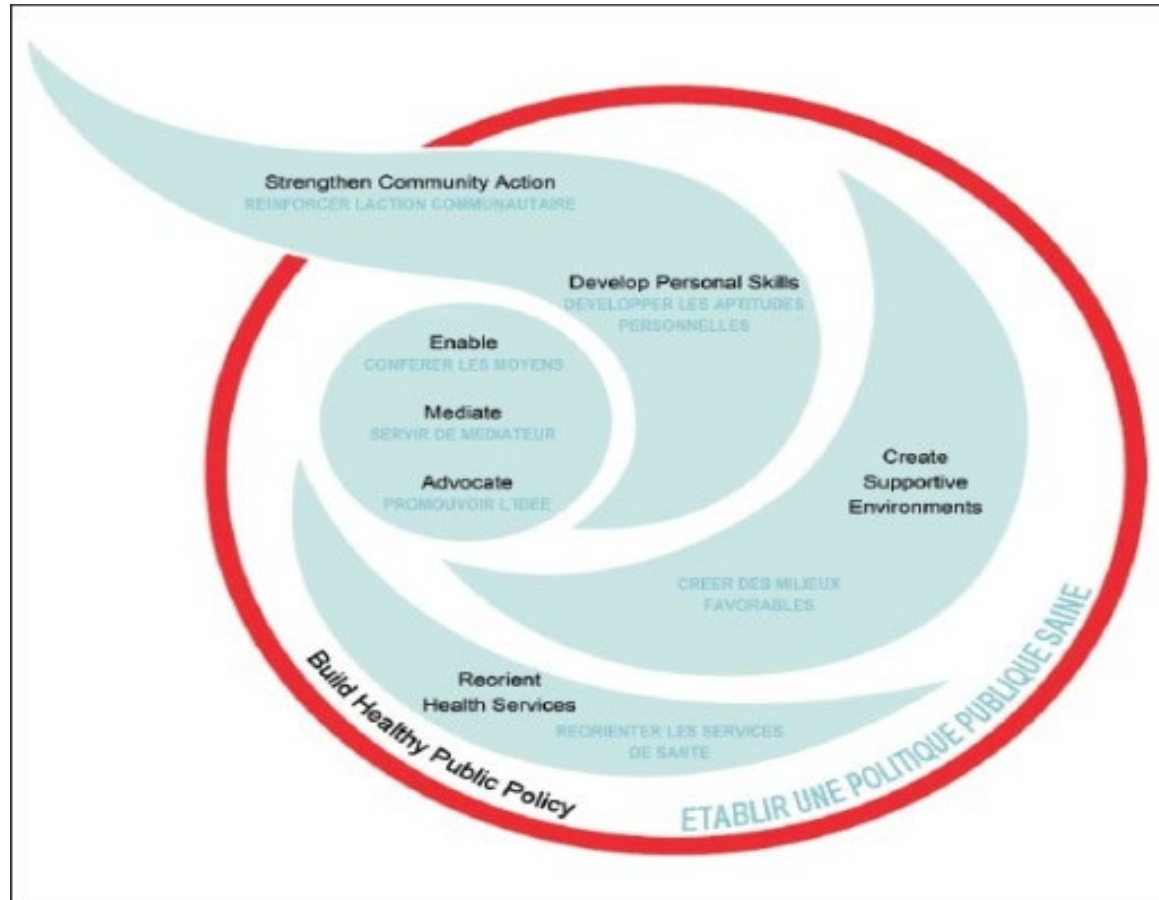 Strengthen Community Action
REINFORCER LACTION COMMUNAUTAIRE
Develop Personal Skills
DEVELOPPER LES APTITUDES
PERSONNELLES
Enable
CONFERER LES MOYENS
Mediate
SERVIR DE MEDIATEUR
Advocate
PROMOUVOIR L'IDEE
Create
Supportive
Environments
CREER DES MILIEUX
FAVORABLES
Reorient
Health Services
REORIENTER LES SERVICES
DE SANTE
Build Healthy Public Policy
ETABLIR UNE POLITIQUE PUBLIQUE SAINE